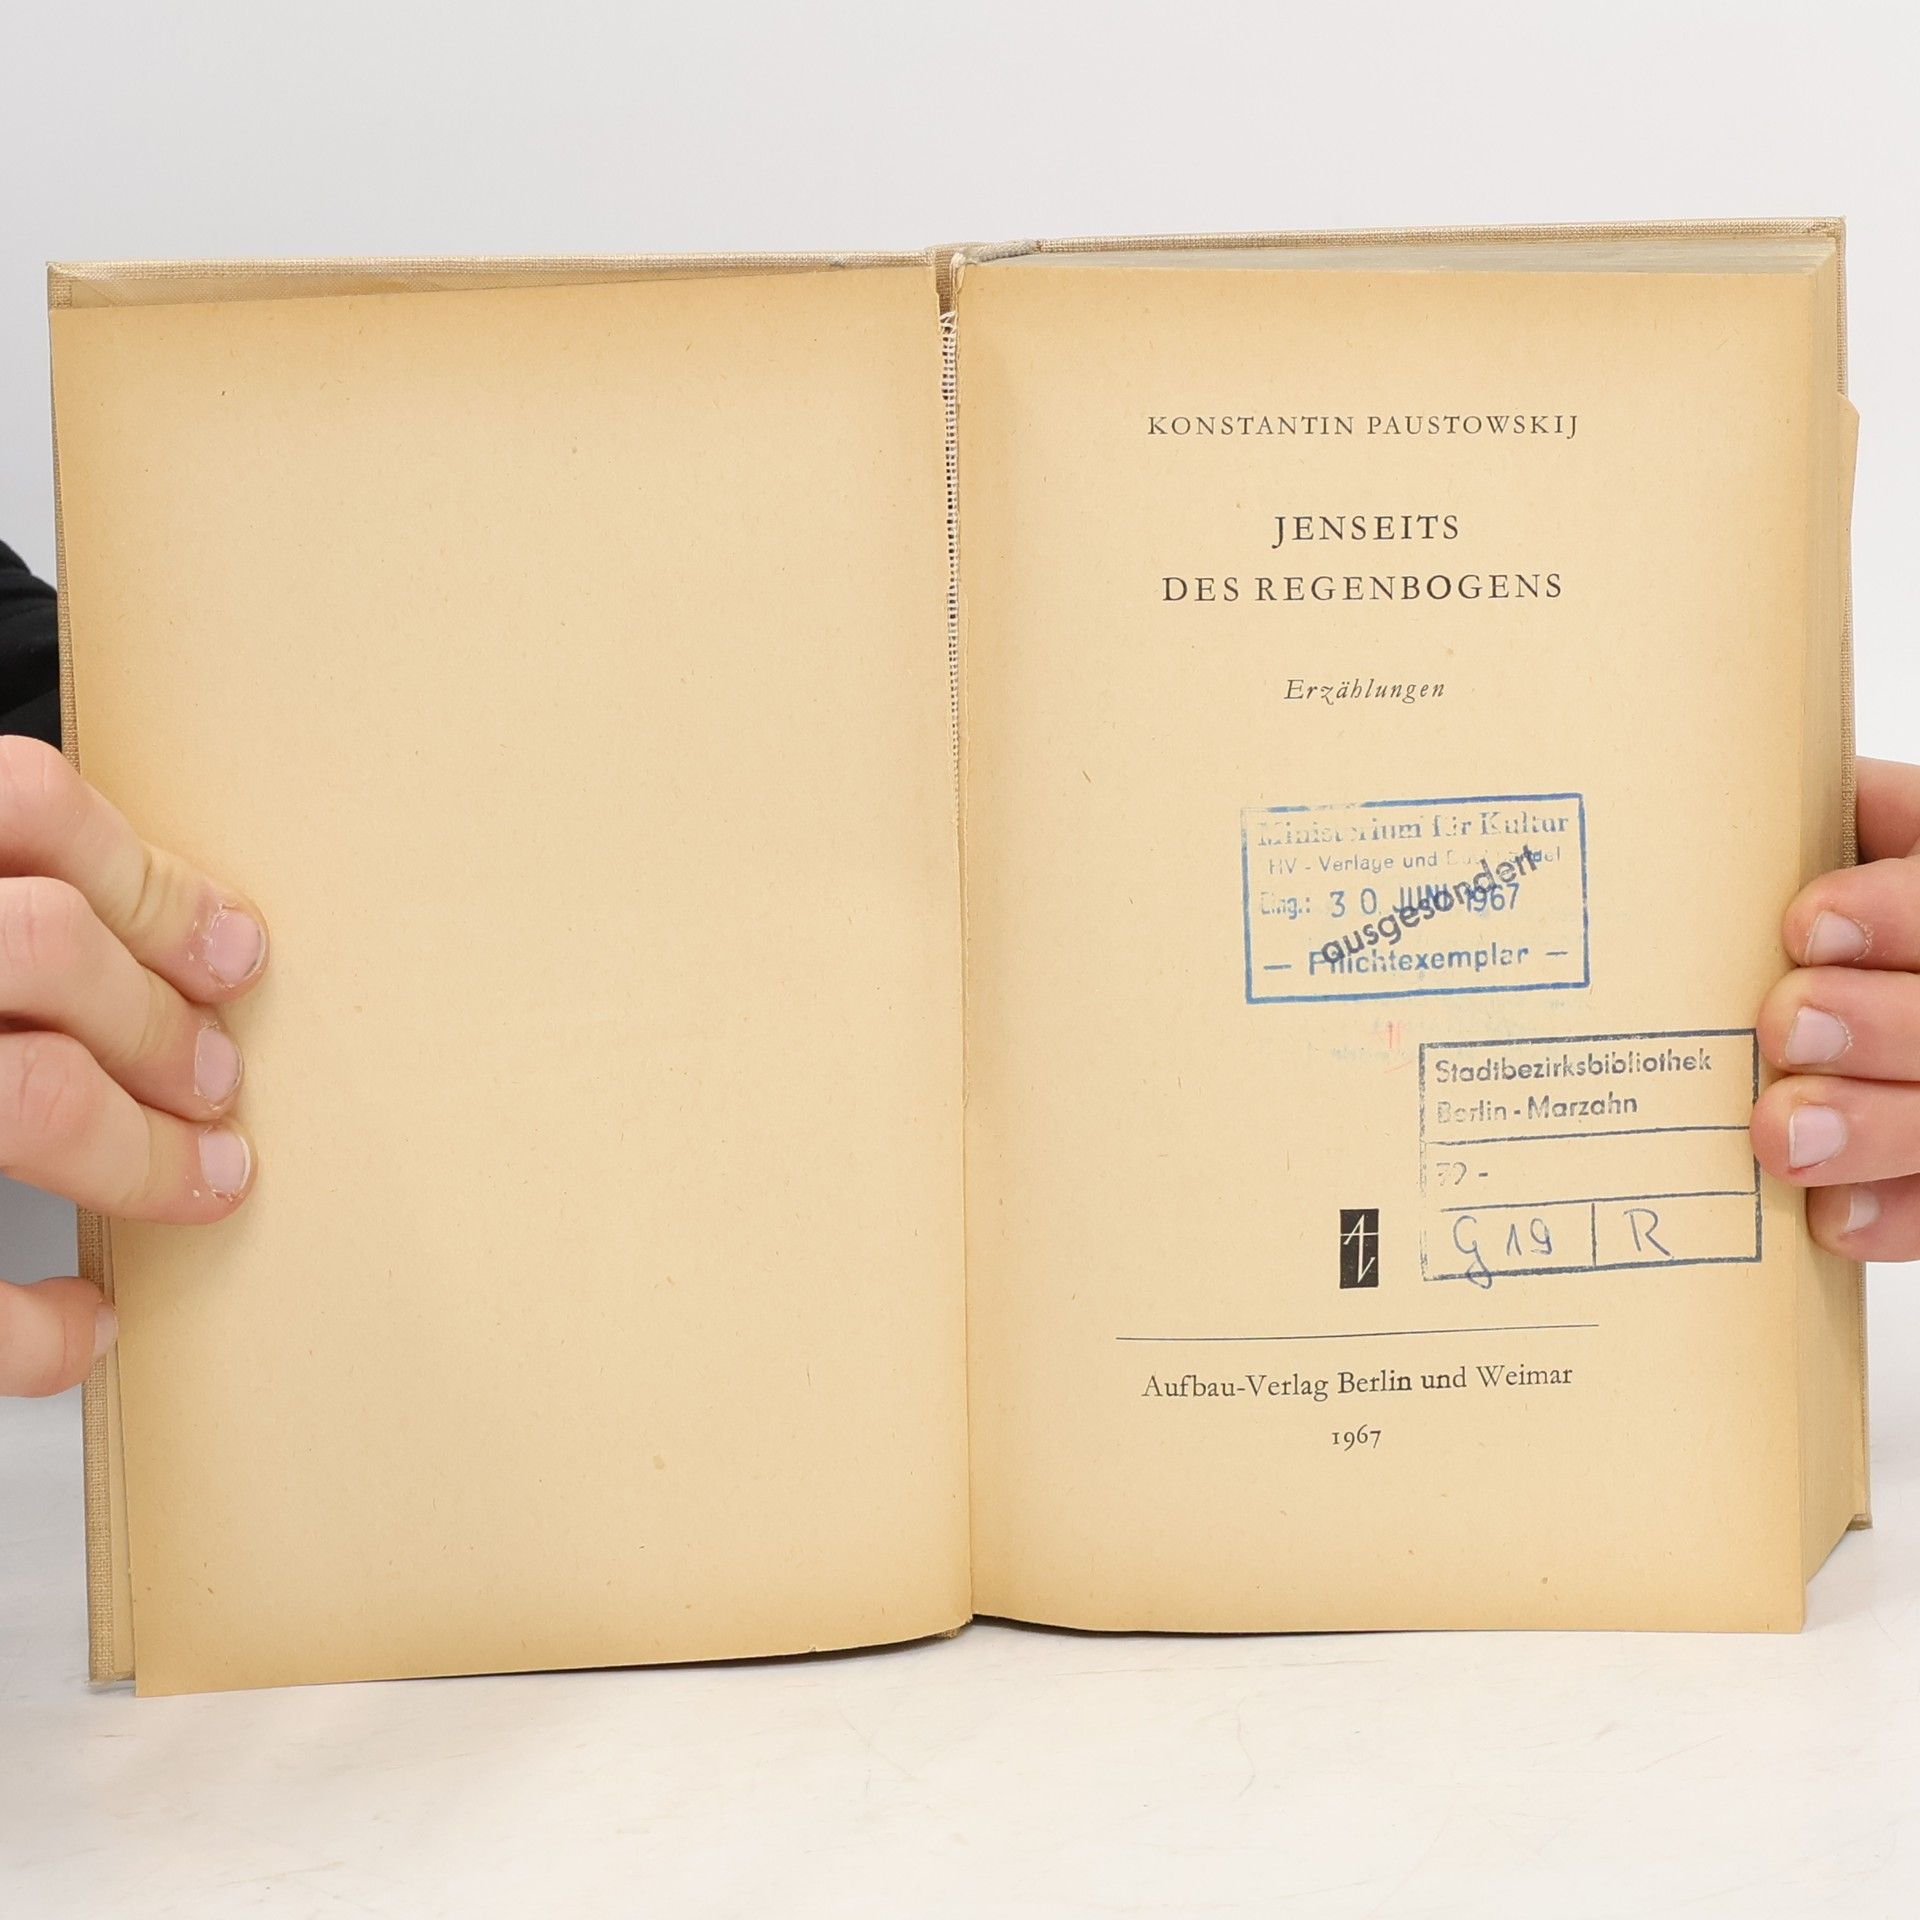 KONSTANTIN PAUSTOWSKIJ
JENSEITS
DES REGENBOGENS
Erzählungen
Ministerium für Kultur
HV - Verlage und Buchhandel
Eing.: 30. JUNI 1967
ausgesondert
— Pflichtexemplar —
Stadtbezirksbibliothek
Berlin - Marzahn
G 19 R
Aufbau-Verlag Berlin und Weimar
1967